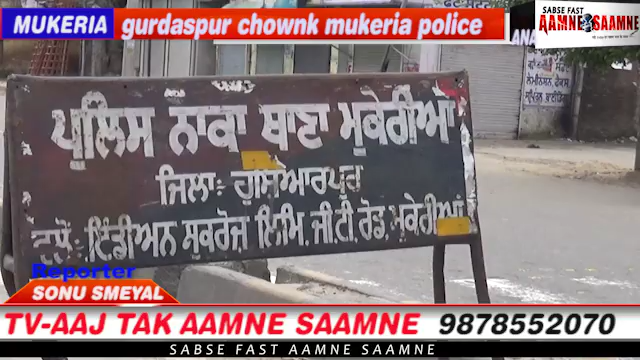 MUKERIA gurdaspur chownk mukeria police
SABSE FAST
AAMNE SAAMNE
ਪੁਲਿਸ ਨਾਕਾ ਥਾਣਾ ਮੁਕੇਰੀਆਂ
ਜਿਲਾ: ਹੁਸ਼ਿਆਰਪੁਰ
ਵਲੋਂ: ਇੰਡੀਅਨ ਸੁਕਰੋਜ਼ ਲਿਮਿ. ਜੀ.ਟੀ. ਰੋਡ, ਮੁਕੇਰੀਆਂ
Reporter
SONU SMEYAL
TV-AAJ TAK AAMNE SAAMNE 9878552070
SABSE FAST AAMNE SAAMNE